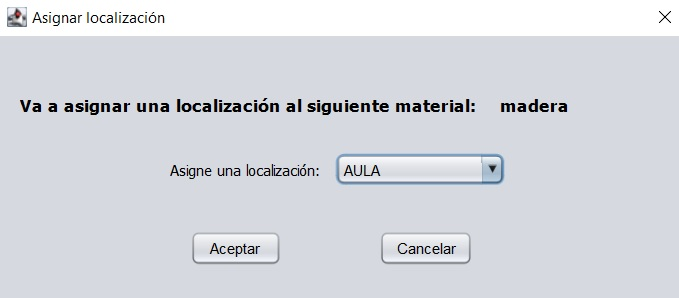 Asignar localización
Va a asignar una localización al siguiente material: madera
Asigne una localización: AULA
Aceptar Cancelar